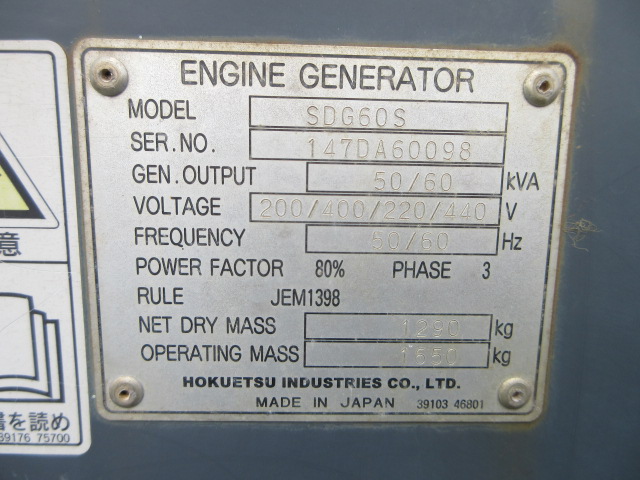 ENGINE GENERATOR
MODEL SDG60S
SER.NO. 147DA60098
GEN.OUTPUT 50/60 kVA
VOLTAGE 200/400/220/440 V
FREQUENCY 50/60 Hz
POWER FACTOR 80% PHASE 3
RULE JEM1398
NET DRY MASS 1290 kg
OPERATING MASS 1550 kg
HOKUETSU INDUSTRIES CO., LTD.
MADE IN JAPAN 39103 46801
意
書を読め
39176 75700